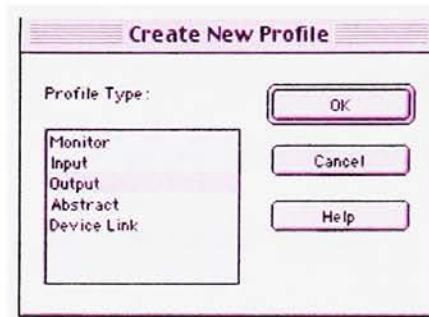 Create New Profile
Profile Type:
Monitor
Input
Output
Abstract
Device Link
OK
Cancel
Help